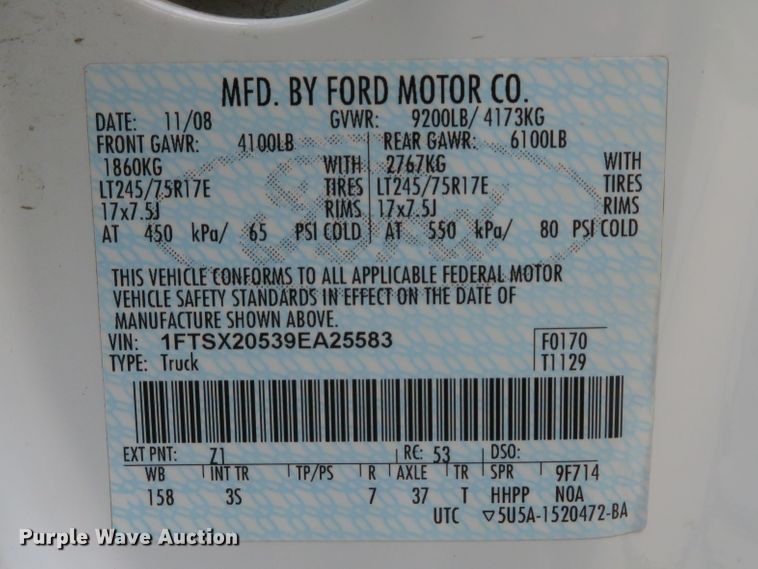 MFD. BY FORD MOTOR CO.
DATE: 11/08 GVWR: 9200LB/ 4173KG
FRONT GAWR: 4100LB REAR GAWR: 6100LB
1860KG WITH 2767KG WITH
LT245/75R17E TIRES LT245/75R17E TIRES
17x7.5J RIMS 17x7.5J RIMS
AT 450 kPa/ 65 PSI COLD AT 550 kPa/ 80 PSI COLD
THIS VEHICLE CONFORMS TO ALL APPLICABLE FEDERAL MOTOR
VEHICLE SAFETY STANDARDS IN EFFECT ON THE DATE OF
MANUFACTURE SHOWN ABOVE.
VIN: 1FTSX20539EA25583 F0170
TYPE: Truck T1129
EXT PNT: Z1 RC: 53 DSO:
WB INT TR TP/PS R AXLE TR SPR 9F714
158 3S 7 37 T HHPP NOA
UTC ▽5U5A-1520472-BA
Purple Wave Auction